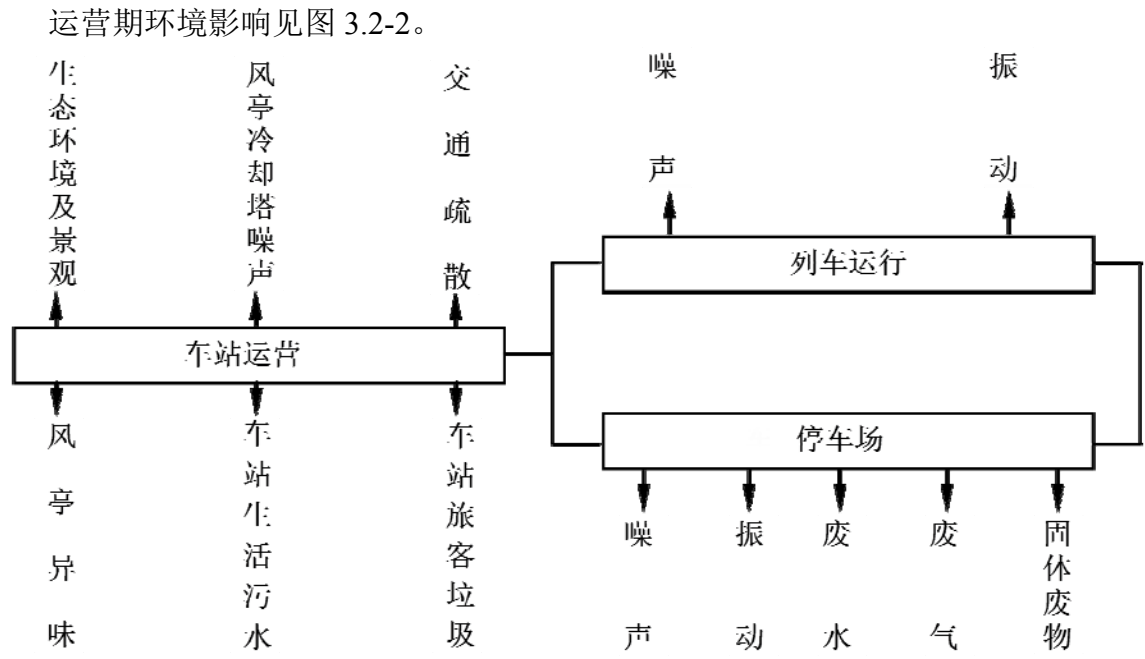 运营期环境影响见图 3.2-2。
生态环境及景观
风亭冷却塔噪声
交通疏散
噪声
振动
列车运行
车站运营
停车场
风亭异味
车站生活污水
车站旅客垃圾
噪声
振动
废水
废气
固体废物